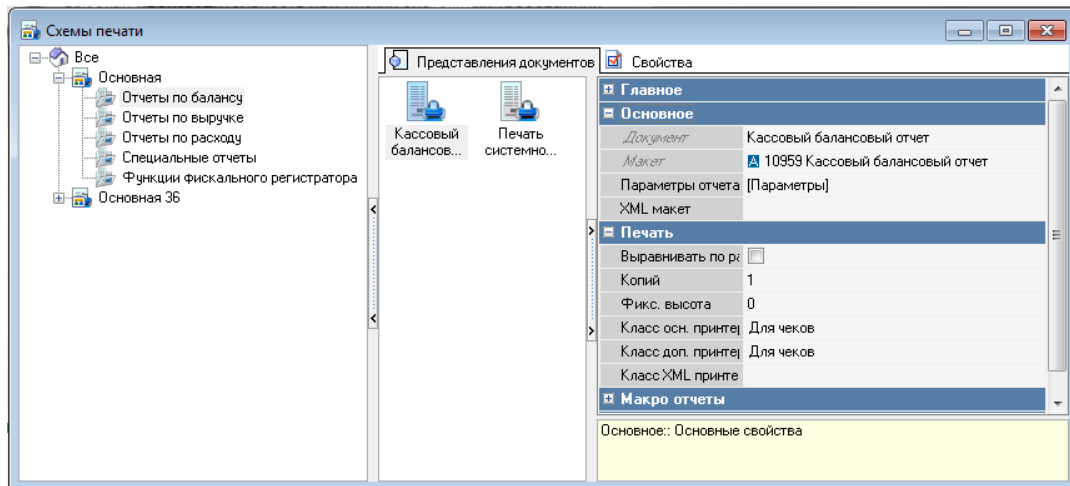 Схемы печати
Все
Основная
Отчеты по балансу
Отчеты по выручке
Отчеты по расходу
Специальные отчеты
Функции фискального регистратора
Основная 36
Представления документов
Свойства
Кассовый балансов...
Печать системно...
Главное
Основное
Документ Кассовый балансовый отчет
Макет A 10959 Кассовый балансовый отчет
Параметры отчета [Параметры]
XML макет
Печать
Выравнивать по ра
Копий 1
Фикс. высота 0
Класс осн. принте Для чеков
Класс доп. принте Для чеков
Класс XML принте
Макро отчеты
Основное:: Основные свойства